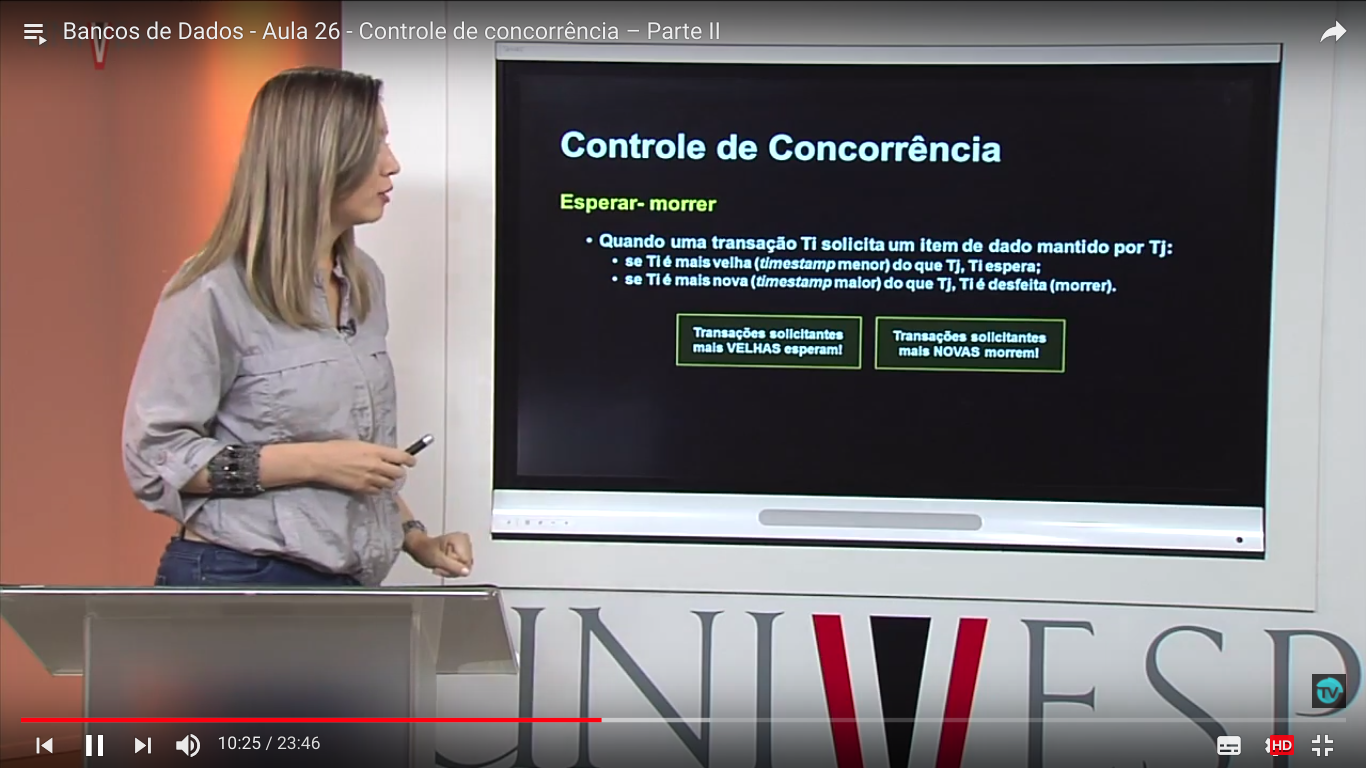 Bancos de Dados - Aula 26 - Controle de concorrência – Parte II
Controle de Concorrência
Esperar- morrer
• Quando uma transação Ti solicita um item de dado mantido por Tj:
• se Ti é mais velha (timestamp menor) do que Tj, Ti espera;
• se Ti é mais nova (timestamp maior) do que Tj, Ti é desfeita (morrer).
Transações solicitantes
mais VELHAS esperam!
Transações solicitantes
mais NOVAS morrem!
UNIVESP
TV
10:25 / 23:46
HD